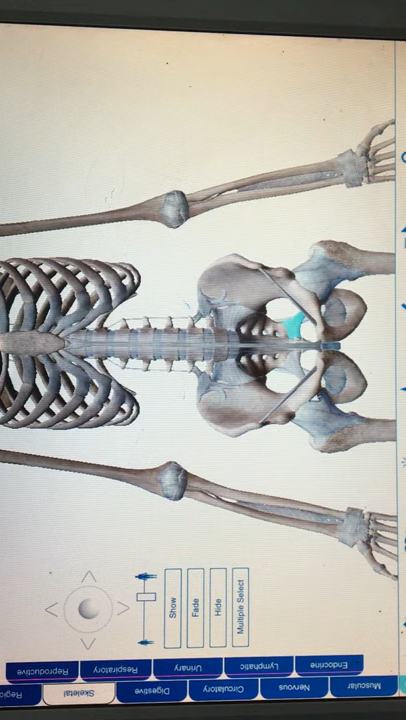 Show
Fade
Hide
Multiple Select
Reproductive
Respiratory
Urinary
Lymphatic
Endocrine
Skeletal
Digestive
Circulatory
Nervous
Muscular